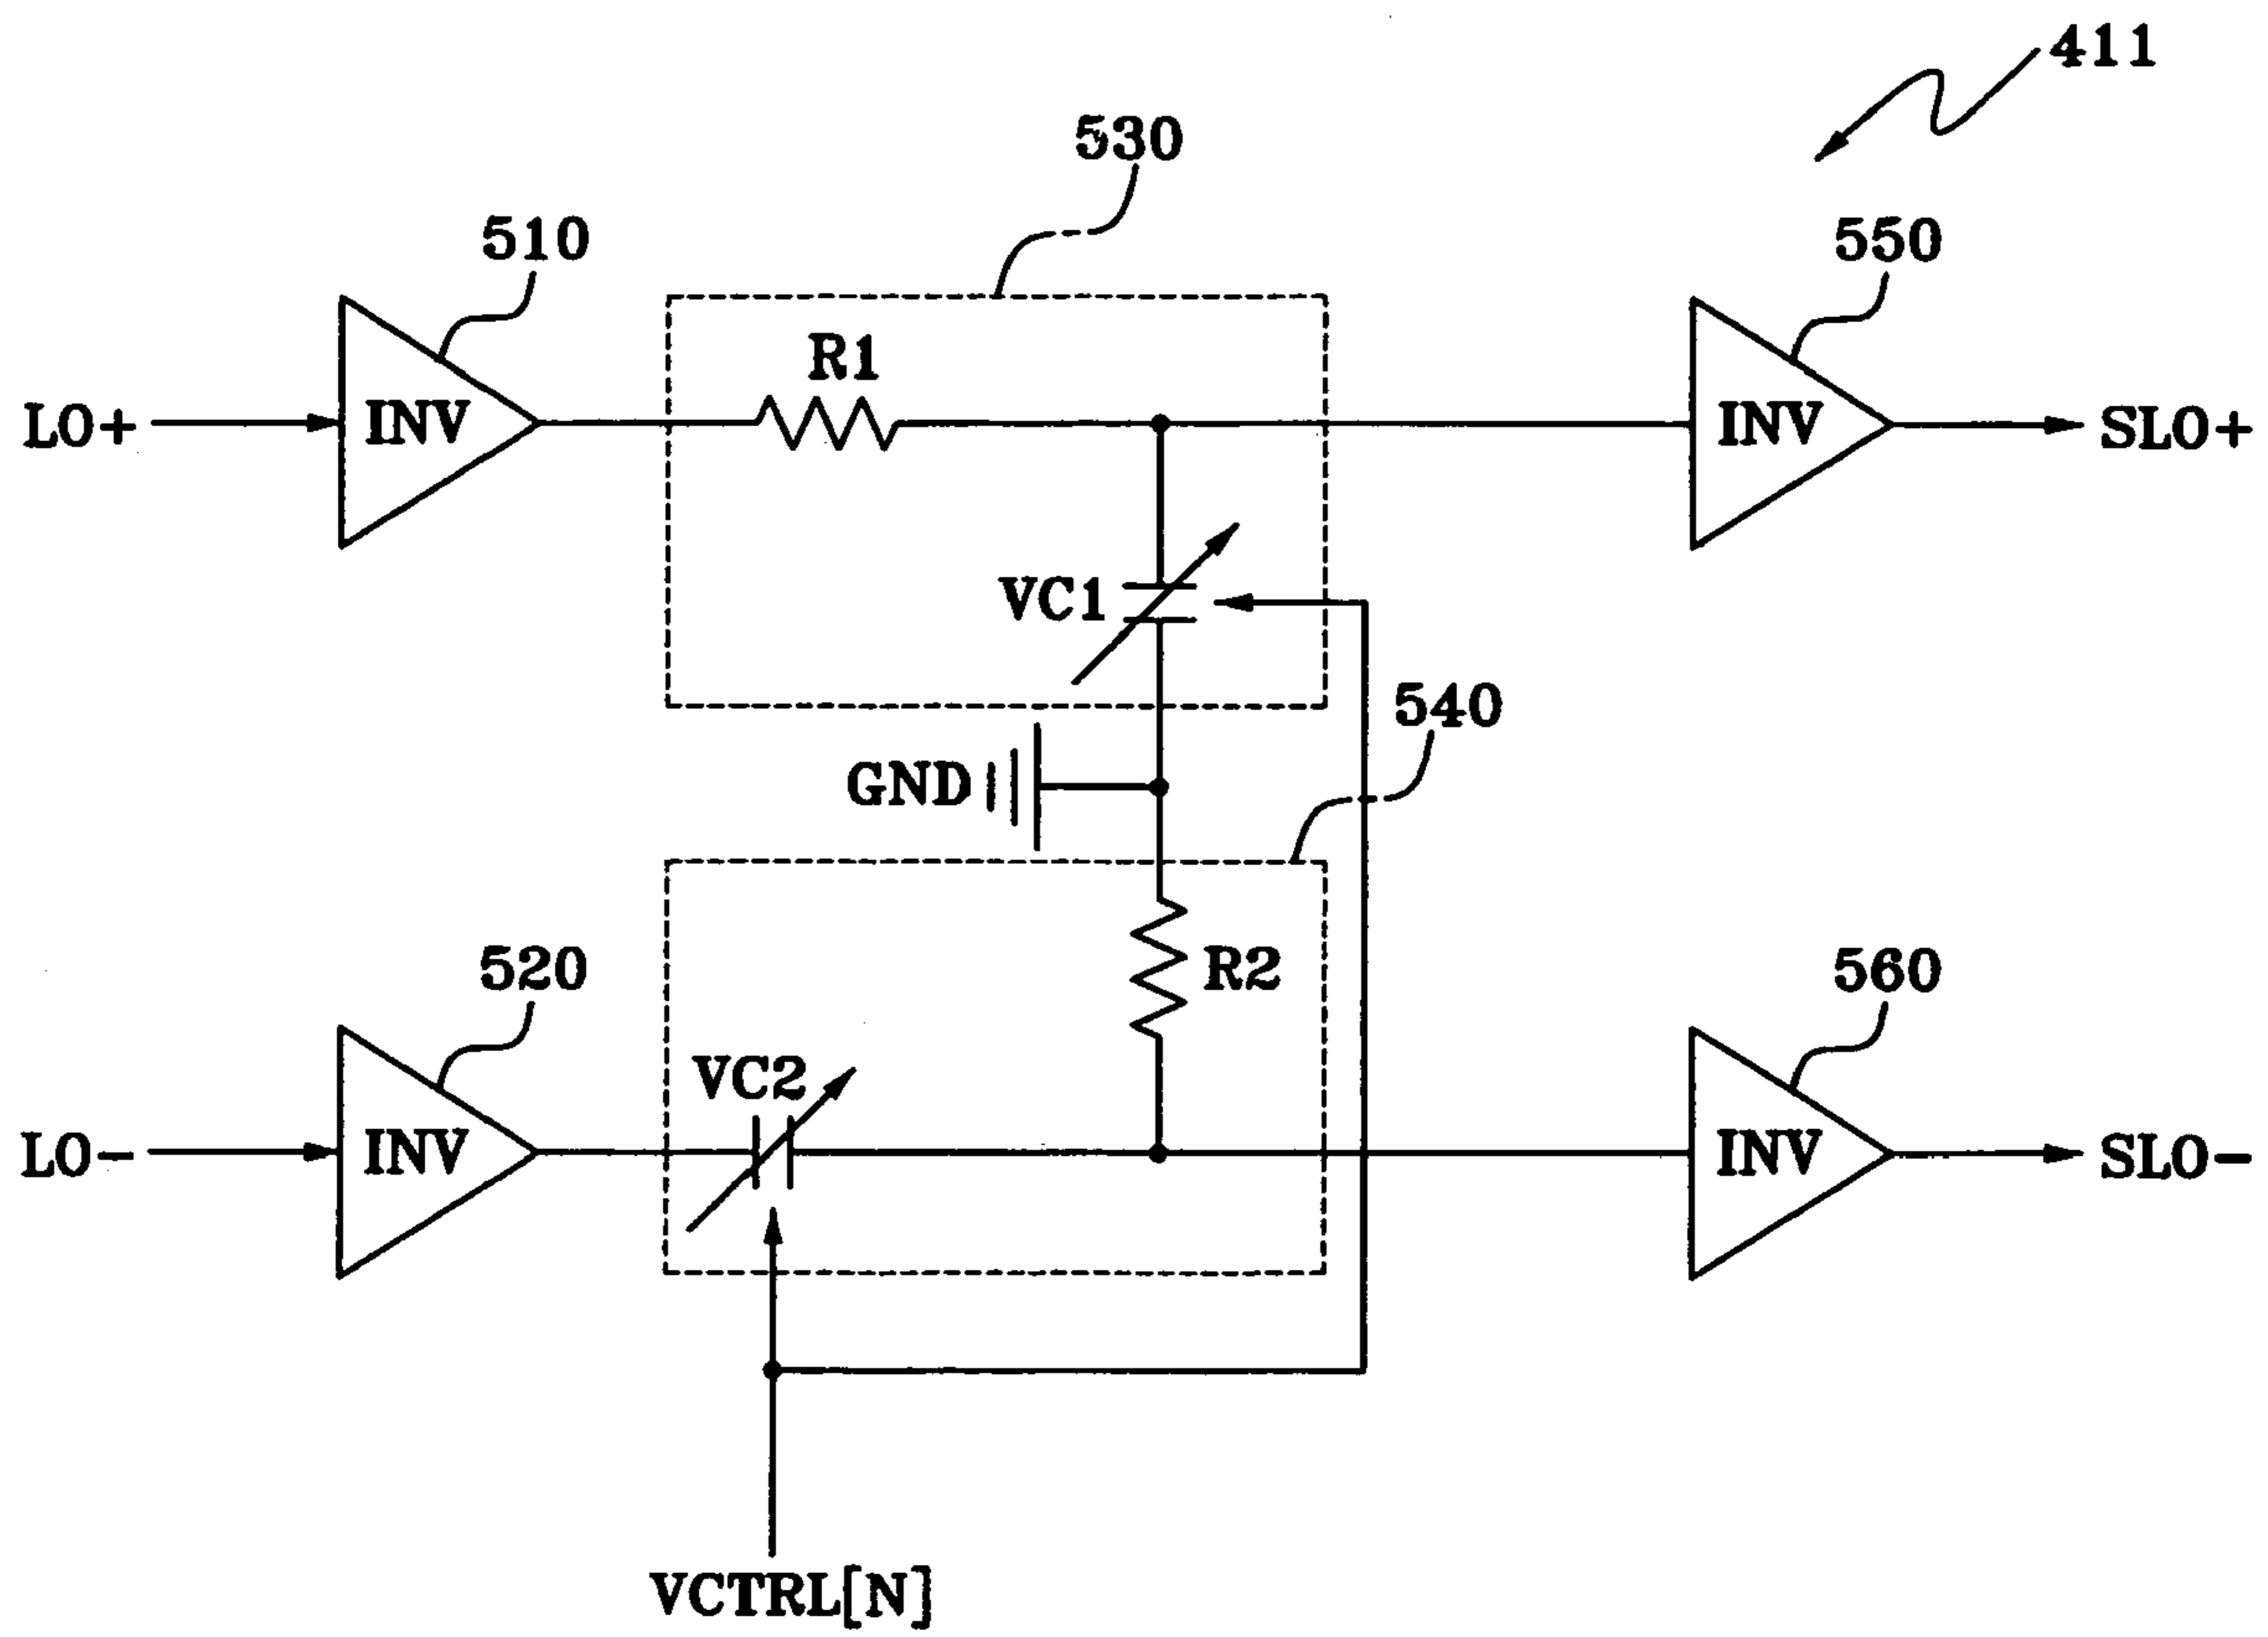 411
530
510
550
R1
LO+
INV
INV
SLO+
VC1
540
GND
520
R2
560
VC2
LO-
INV
INV
SLO-
VCTRL[N]